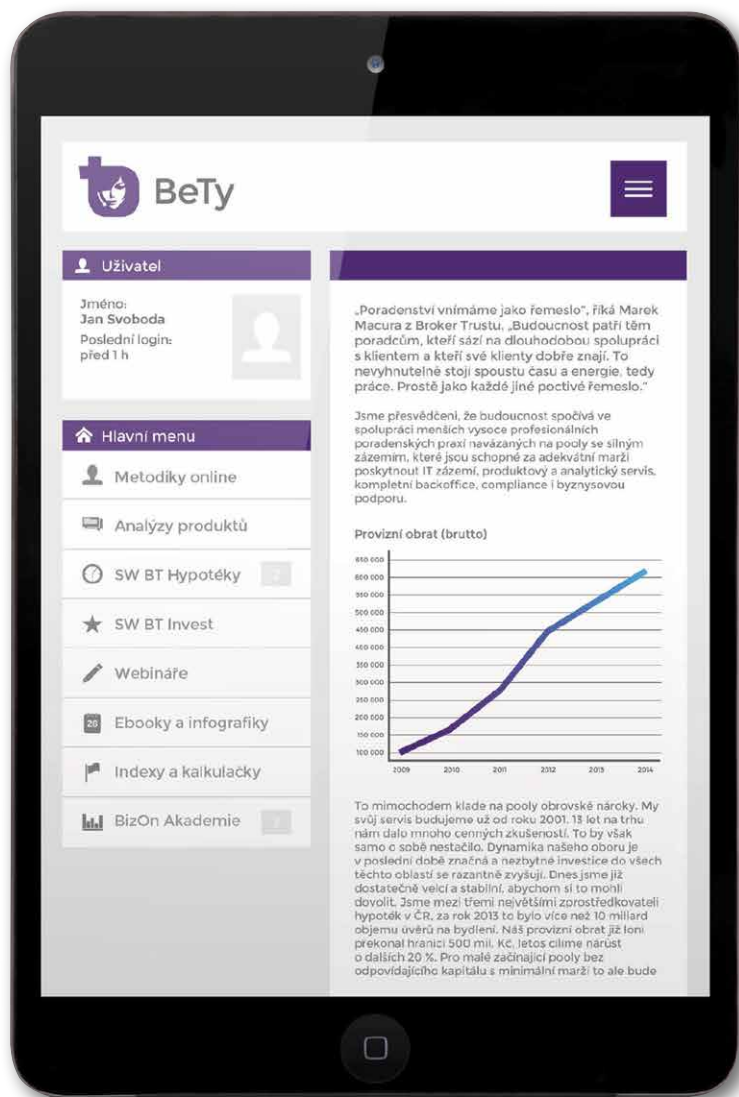 BeTy
Uživatel
Jméno:
Jan Svoboda
Poslední login:
před 1 h
Hlavní menu
Metodiky online
Analýzy produktů
SW BT Hypotéky
SW BT Invest
Webináře
Ebooky a infografiky
Indexy a kalkulačky
BizOn Akademie
„Poradenství vnímáme jako řemeslo“, říká Marek
Macura z Broker Trustu. „Budoucnost patří těm
poradcům, kteří sází na dlouhodobou spolupráci
s klientem a kteří své klienty dobře znají. To
nevyhnutelně stojí spoustu času a energie, tedy
práce. Prostě jako každé jiné poctivé řemeslo.“
Jsme přesvědčeni, že budoucnost spočívá ve
spolupráci menších vysoce profesionálních
poradenských praxí navázaných na pooly se silným
zázemím, které jsou schopné za adekvátní marži
poskytnout IT zázemí, produktový a analytický servis,
kompletní backoffice, compliance i byznysovou
podporu.
Provizní obrat (brutto)
650 000
600 000
550 000
500 000
450 000
400 000
350 000
300 000
250 000
200 000
150 000
100 000
2009 2010 2011 2012 2013 2014
To mimochodem klade na pooly obrovské nároky. My
svůj servis budujeme už od roku 2001. 13 let na trhu
nám dalo mnoho cenných zkušeností. To by však
samo o sobě nestačilo. Dynamika našeho oboru je
v poslední době značná a nezbytné investice do všech
těchto oblastí se razantně zvyšují. Dnes jsme již
dostatečně velcí a stabilní, abychom si to mohli
dovolit. Jsme mezi třemi největšími zprostředkovateli
hypoték v ČR, za rok 2013 to bylo více než 10 miliard
objemu úvěrů na bydlení. Náš provizní obrat již loni
překonal hranici 500 mil. Kč, letos cílíme nárůst
o dalších 20 %. Pro malé začínající pooly bez
odpovídajícího kapitálu s minimální marží to ale bude